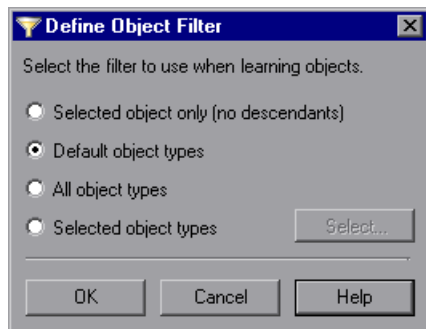 Define Object Filter
Select the filter to use when learning objects.
Selected object only (no descendants)
Default object types
All object types
Selected object types
Select...
OK Cancel Help